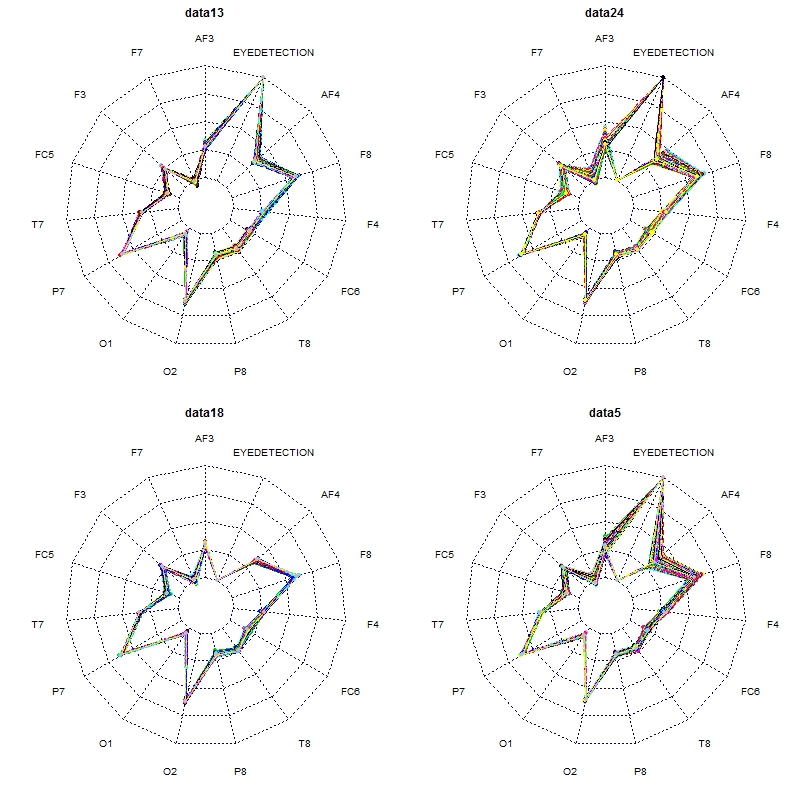 data13
AF3
F7
EYEDETECTION
F3
AF4
FC5
F8
T7
F4
P7
FC6
O1
T8
O2
P8
data24
AF3
F7
EYEDETECTION
F3
AF4
FC5
F8
T7
F4
P7
FC6
O1
T8
O2
P8
data18
AF3
F7
EYEDETECTION
F3
AF4
FC5
F8
T7
F4
P7
FC6
O1
T8
O2
P8
data5
AF3
F7
EYEDETECTION
F3
AF4
FC5
F8
T7
F4
P7
FC6
O1
T8
O2
P8